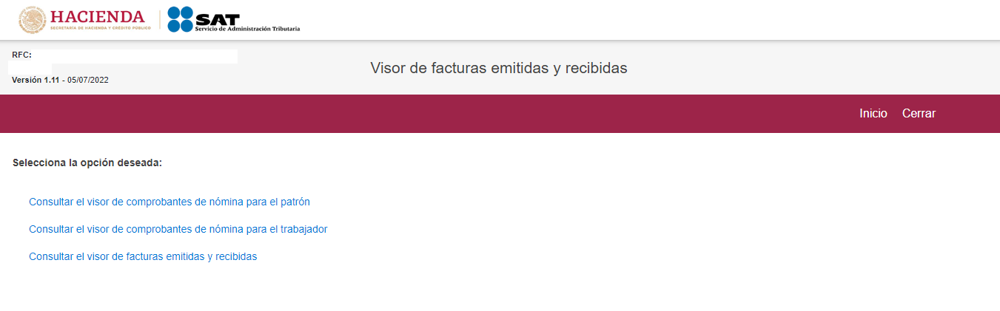 HACIENDA
SECRETARÍA DE HACIENDA Y CRÉDITO PÚBLICO
SAT
Servicio de Administración Tributaria
RFC:
Versión 1.11 - 05/07/2022
Visor de facturas emitidas y recibidas
Inicio Cerrar
Selecciona la opción deseada:
Consultar el visor de comprobantes de nómina para el patrón
Consultar el visor de comprobantes de nómina para el trabajador
Consultar el visor de facturas emitidas y recibidas